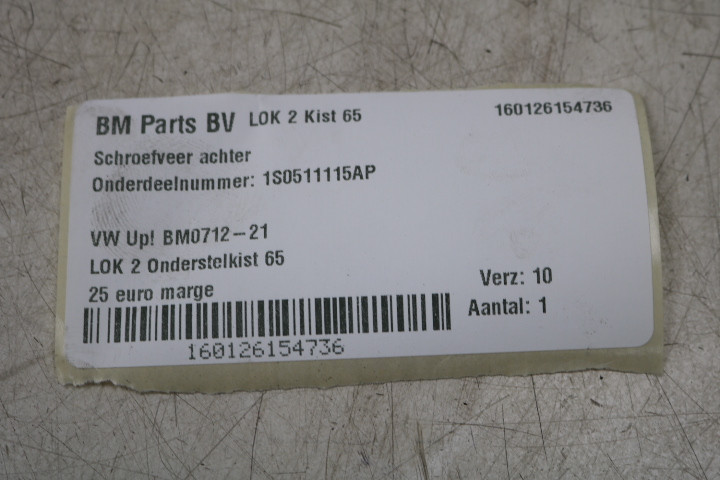 BM Parts BV LOK 2 Kist 65 160126154736
Schroefveer achter
Onderdeelnummer: 1S0511115AP
VW Up! BM0712-21
LOK 2 Onderstelkist 65
Verz: 10
25 euro marge
Aantal: 1
160126154736